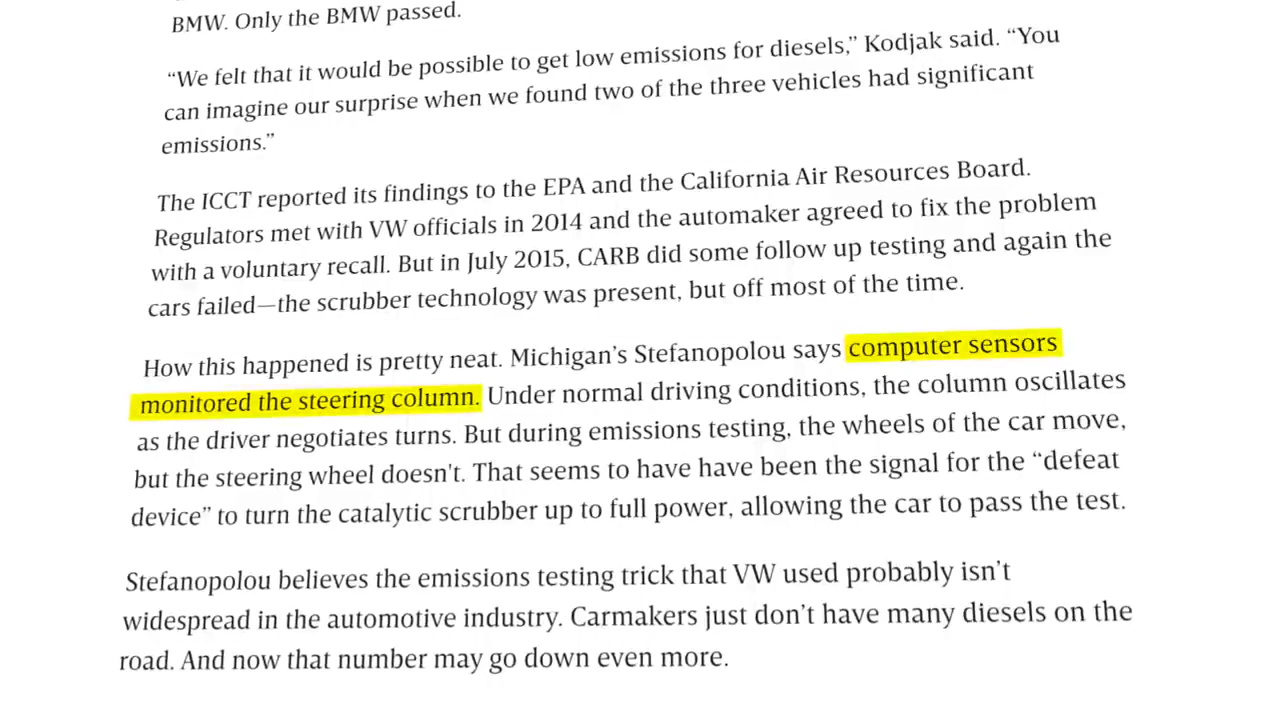 BMW. Only the BMW passed.
“We felt that it would be possible to get low emissions for diesels,” Kodjak said. “You
can imagine our surprise when we found two of the three vehicles had significant
emissions.”
The ICCT reported its findings to the EPA and the California Air Resources Board.
Regulators met with VW officials in 2014 and the automaker agreed to fix the problem
with a voluntary recall. But in July 2015, CARB did some follow up testing and again the
cars failed—the scrubber technology was present, but off most of the time.
How this happened is pretty neat. Michigan’s Stefanopolou says computer sensors
monitored the steering column. Under normal driving conditions, the column oscillates
as the driver negotiates turns. But during emissions testing, the wheels of the car move,
but the steering wheel doesn't. That seems to have have been the signal for the “defeat
device” to turn the catalytic scrubber up to full power, allowing the car to pass the test.
Stefanopolou believes the emissions testing trick that VW used probably isn’t
widespread in the automotive industry. Carmakers just don’t have many diesels on the
road. And now that number may go down even more.